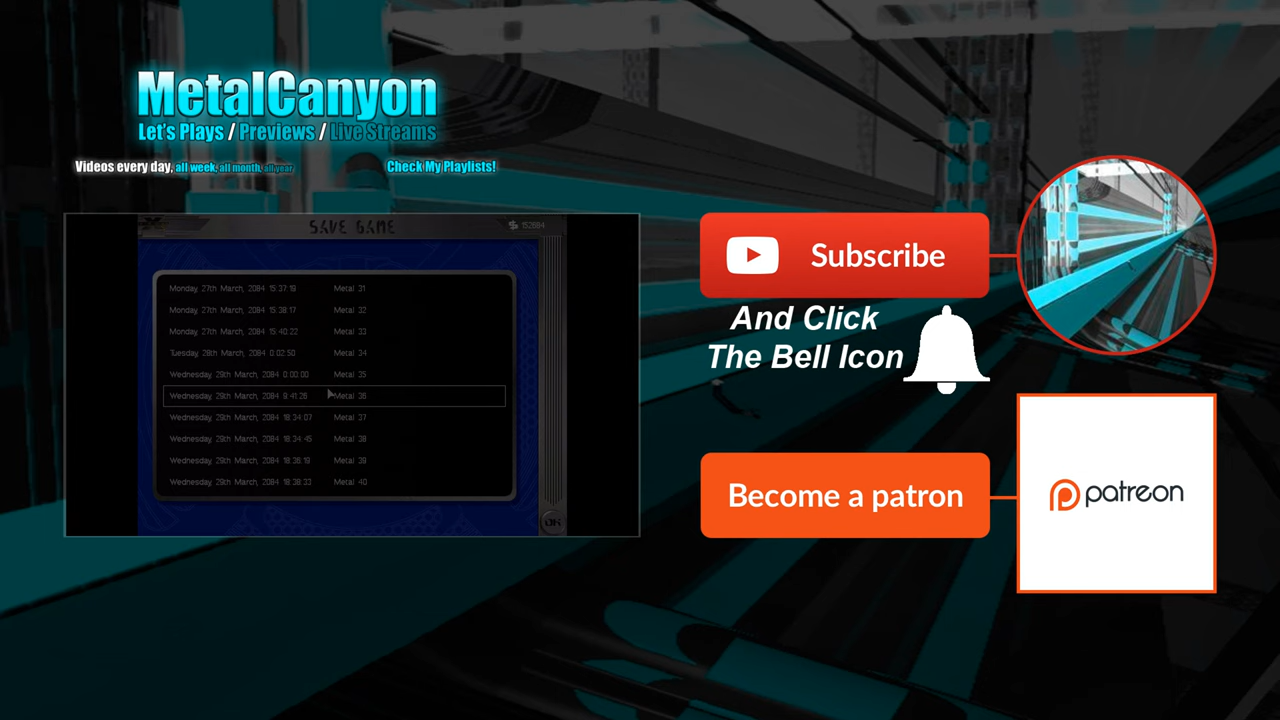 MetalCanyon
Let's Plays / Previews / Live Streams
Videos every day, all week, all month, all year
Check My Playlists!
SAVE GAME
$ 152884
Monday, 27th March, 2084 15:37:19 Metal 31
Monday, 27th March, 2084 15:38:17 Metal 32
Monday, 27th March, 2084 15:40:22 Metal 33
Tuesday, 28th March, 2084 0:02:50 Metal 34
Wednesday, 29th March, 2084 0:00:00 Metal 35
Wednesday, 29th March, 2084 9:41:26 Metal 36
Wednesday, 29th March, 2084 18:34:07 Metal 37
Wednesday, 29th March, 2084 18:34:45 Metal 38
Wednesday, 29th March, 2084 18:36:19 Metal 39
Wednesday, 29th March, 2084 18:38:33 Metal 40
OK
Subscribe
And Click
The Bell Icon
Become a patron
patreon